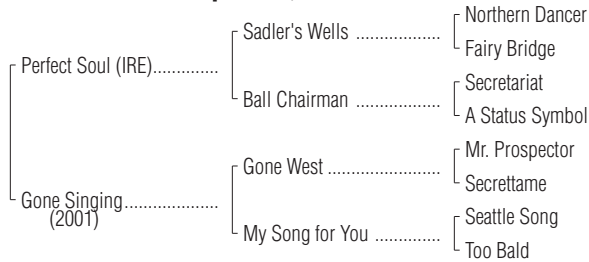 Northern Dancer
Sadler's Wells ..................
Fairy Bridge
Perfect Soul (IRE)..............
Secretariat
Ball Chairman ..................
A Status Symbol
Mr. Prospector
Gone West ........................
Secrettame
Gone Singing....................
(2001)
Seattle Song
My Song for You ..............
Too Bald